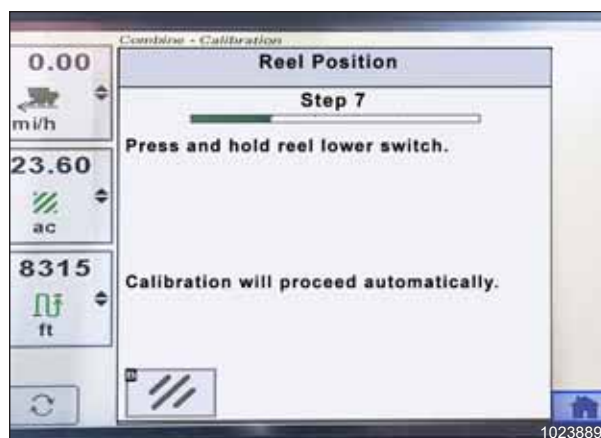 Combine - Calibration
Reel Position
Step 7
Press and hold reel lower switch.
Calibration will proceed automatically.
0.00
mi/h
23.60
ac
8315
ft
1023889